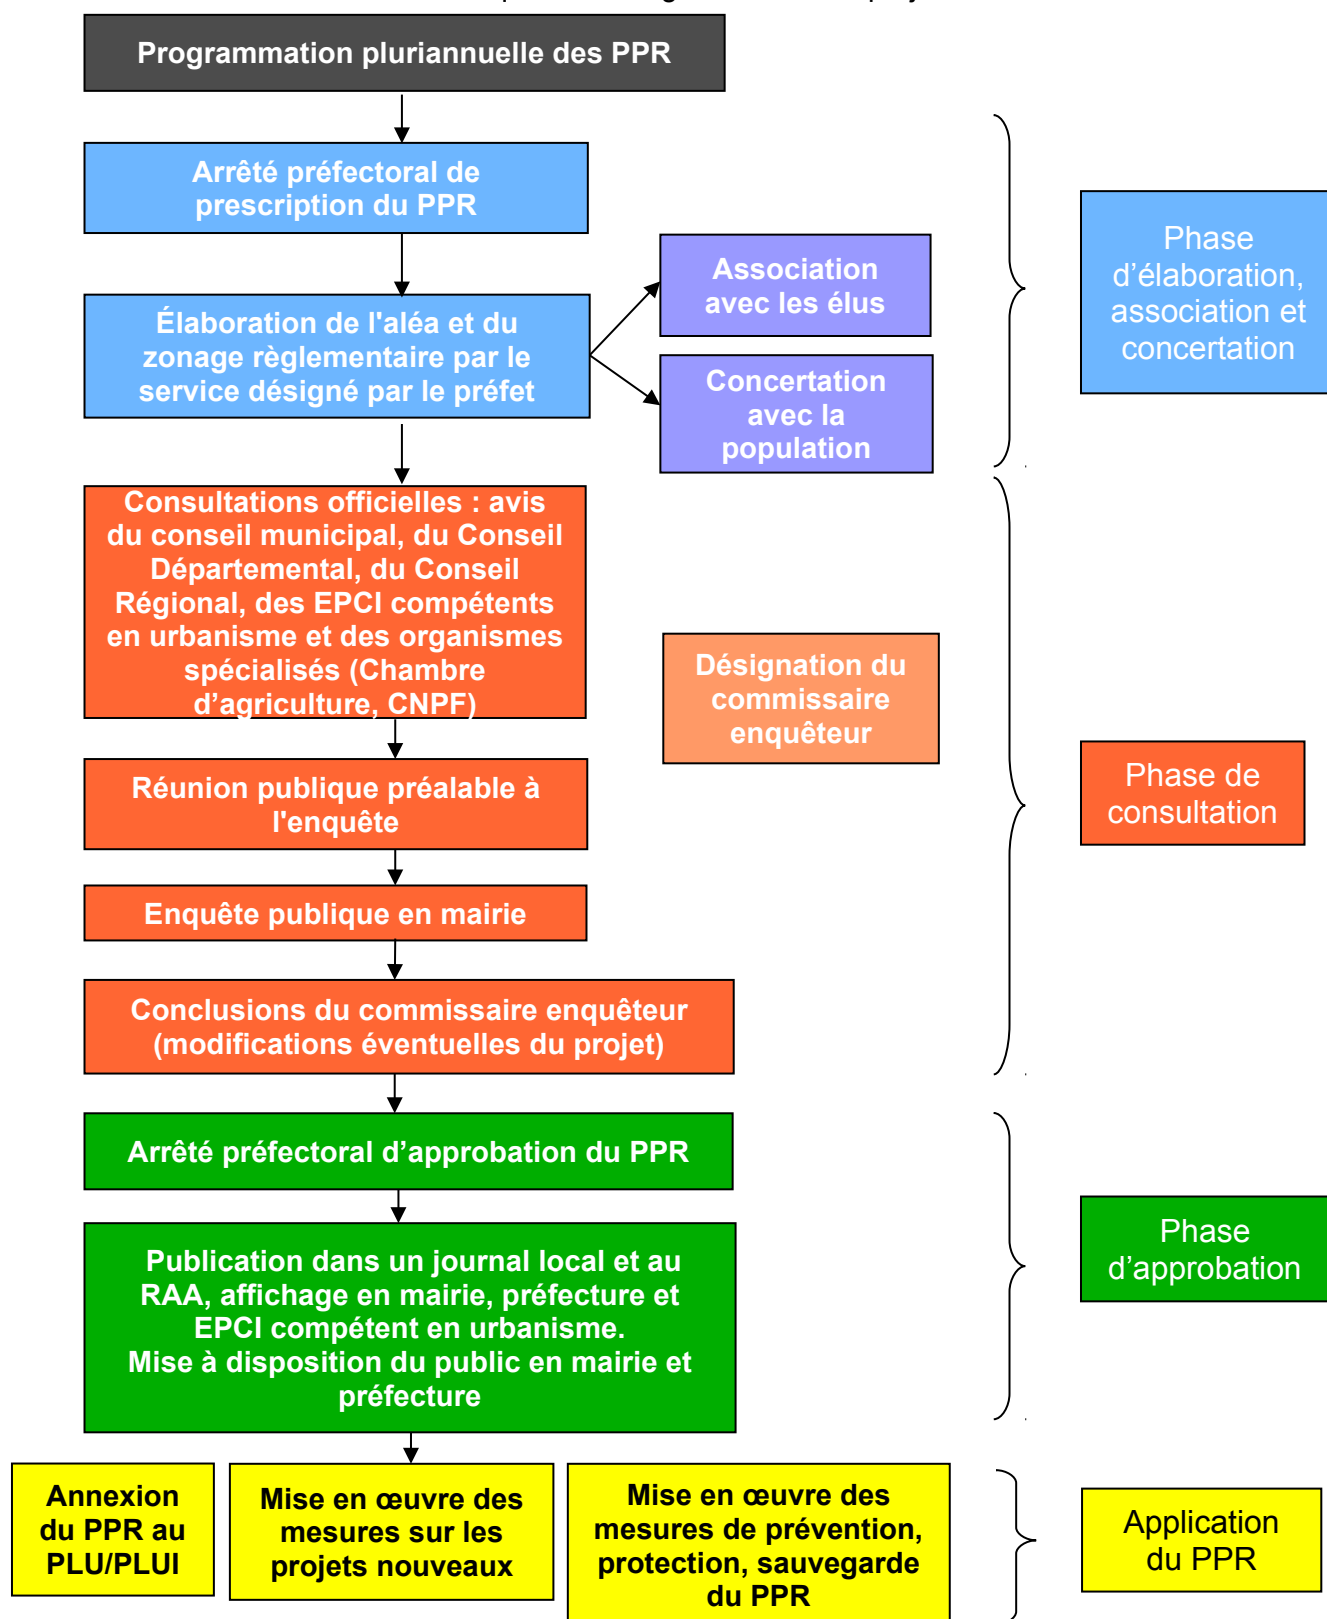 Programmation pluriannuelle des PPR
Arrêté préfectoral de
prescription du PPR
Élaboration de l'aléa et du
zonage règlementaire par le
service désigné par le préfet
Association
avec les élus
Concertation
avec la
population
Phase
d’élaboration,
association et
concertation
Consultations officielles : avis
du conseil municipal, du Conseil
Départemental, du Conseil
Régional, des EPCI compétents
en urbanisme et des organismes
spécialisés (Chambre
d’agriculture, CNPF)
Désignation du
commissaire
enquêteur
Réunion publique préalable à
l'enquête
Enquête publique en mairie
Conclusions du commissaire enquêteur
(modifications éventuelles du projet)
Phase de
consultation
Arrêté préfectoral d’approbation du PPR
Publication dans un journal local et au
RAA, affichage en mairie, préfecture et
EPCI compétent en urbanisme.
Mise à disposition du public en mairie et
préfecture
Phase
d’approbation
Annexion
du PPR au
PLU/PLUI
Mise en œuvre des
mesures sur les
projets nouveaux
Mise en œuvre des
mesures de prévention,
protection, sauvegarde
du PPR
Application
du PPR